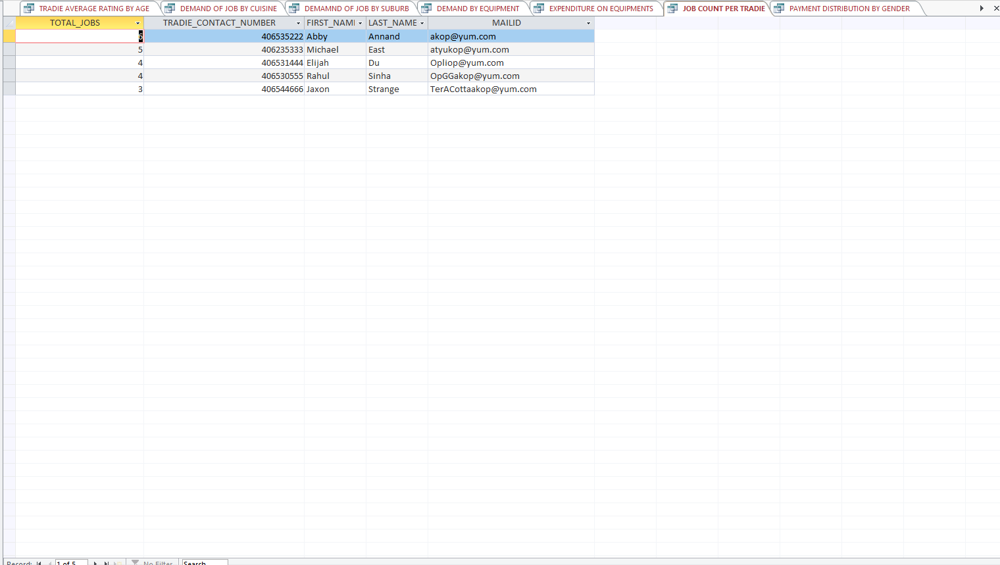 TRADIE AVERAGE RATING BY AGE DEMAND OF JOB BY CUISINE DEMAMND OF JOB BY SUBURB DEMAND BY EQUIPMENT EXPENDITURE ON EQUIPMENTS JOB COUNT PER TRADIE PAYMENT DISTRIBUTION BY GENDER
TOTAL_JOBS TRADIE_CONTACT_NUMBER FIRST_NAM LAST_NAME MAILID
6 406535222 Abby Annand akop@yum.com
5 406235333 Michael East atyukop@yum.com
4 406531444 Elijah Du Opliop@yum.com
4 406530555 Rahul Sinha OpGGakop@yum.com
3 406544666 Jaxon Strange TerACottaakop@yum.com
Record: 1 of 5 No Filter Search